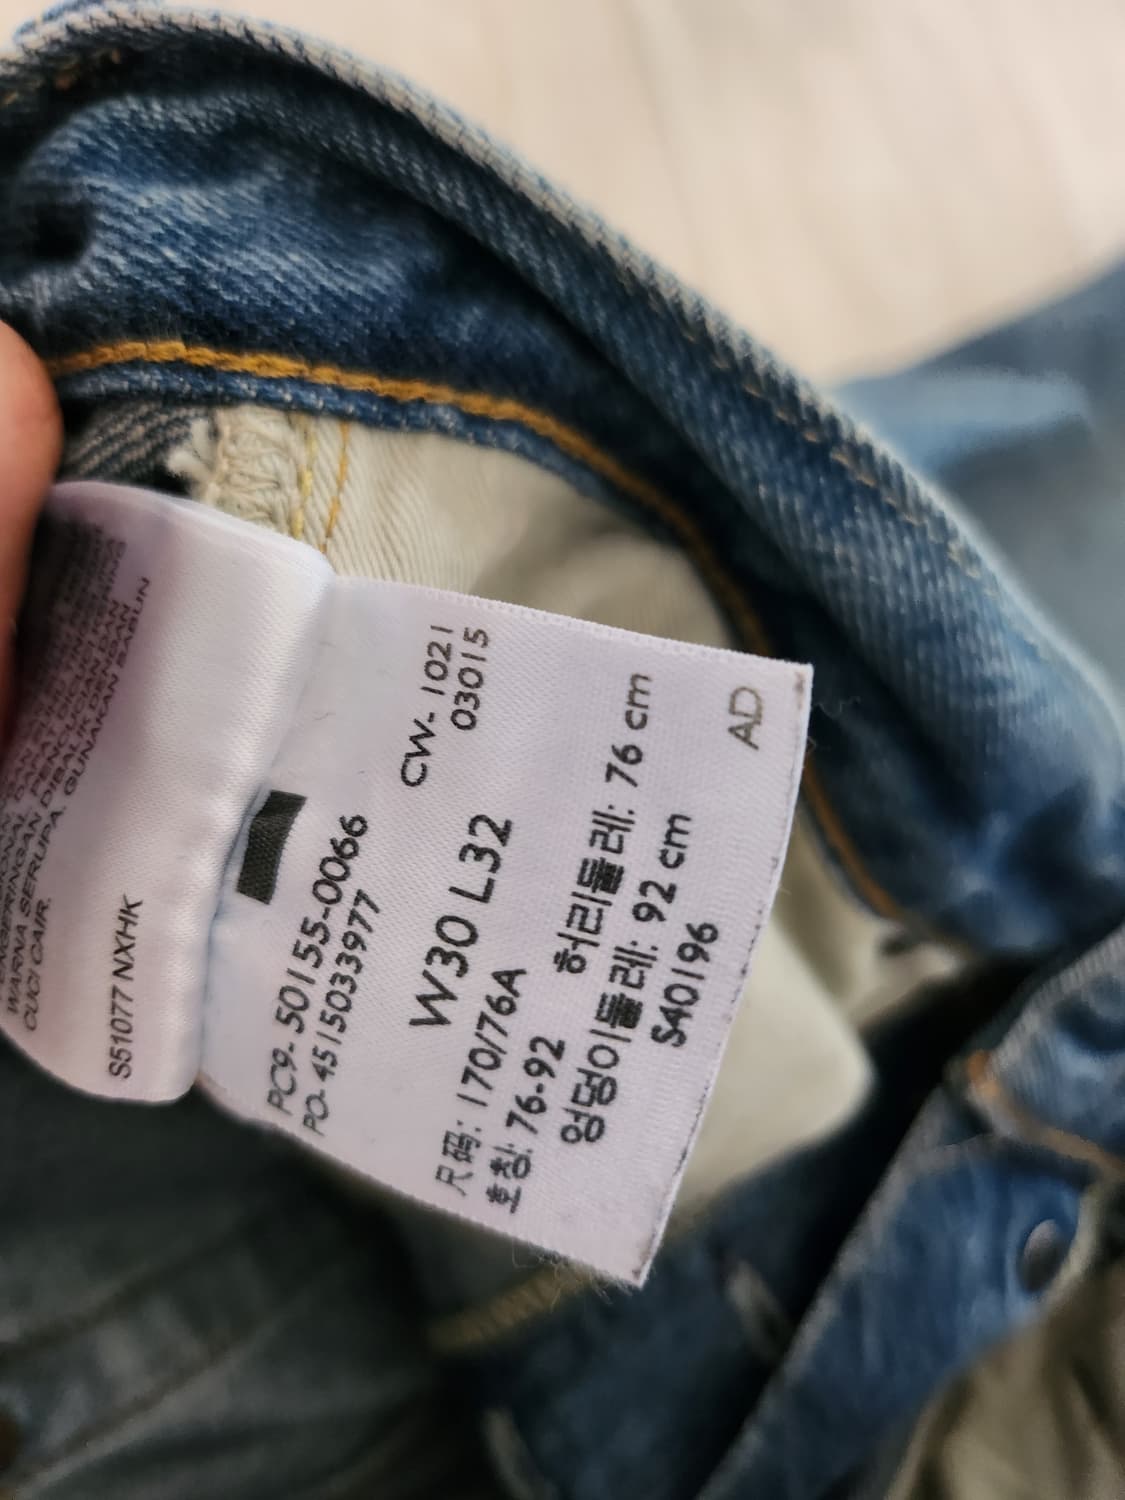 WARNA SERUPA. GUNAKAN SABUN
CUCI CAIR.
S51077 NXHK
CW- 1021
03015
PC9- 50155-0066
PO- 4515033977
W30 L32
尺码: 170/76A
호칭: 76-92
허리둘레: 76 cm
엉덩이둘레: 92 cm
S40196
AD